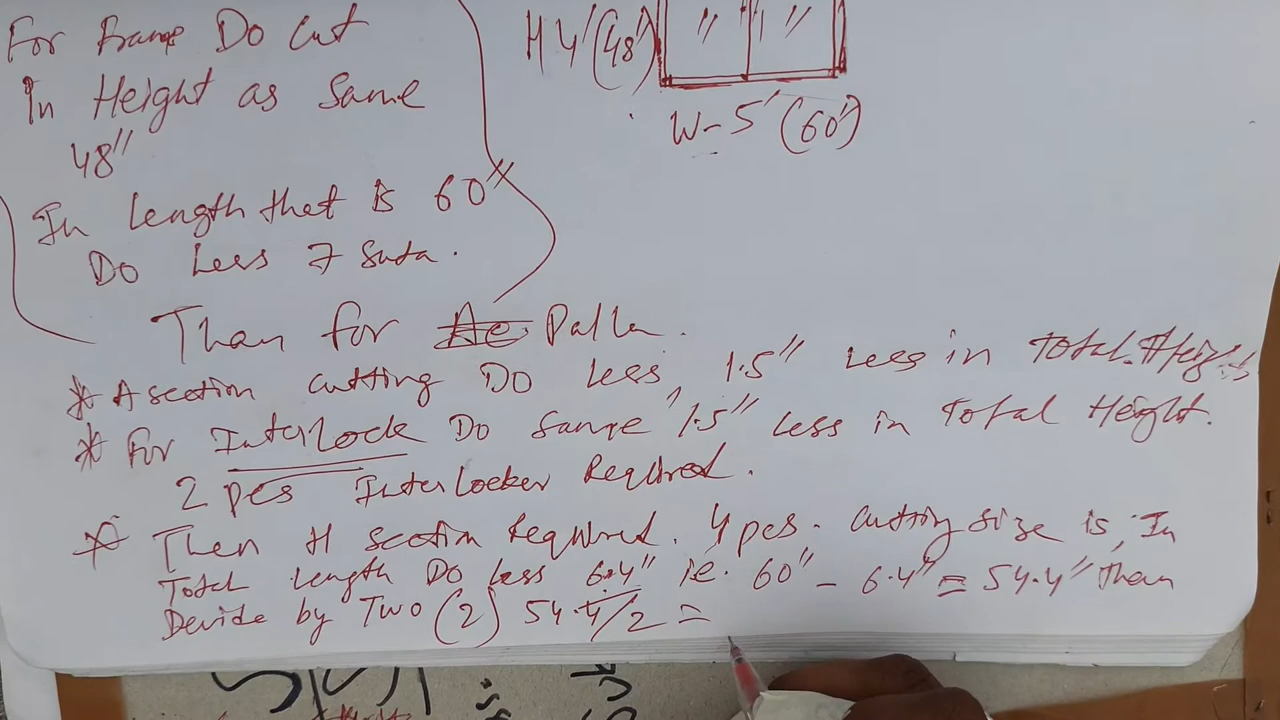 For Frame Do Cut
In Height as Same
48"
In Length that is 60"
Do Less 7 Suta.
H 4'(48")
W- 5' (60")
Than for Palla.
* A section cutting Do Less, 1.5" Less in Total Height
* For InterLock Do Same 1.5" Less in Total Height.
2 pcs InterLocker Required.
* Then H section Required. 4 pcs. cutting size is, In
Total Length Do Less 6.4" i.e. 60" - 6.4" = 54.4" Than
Devide by Two (2) 54.4/2 =